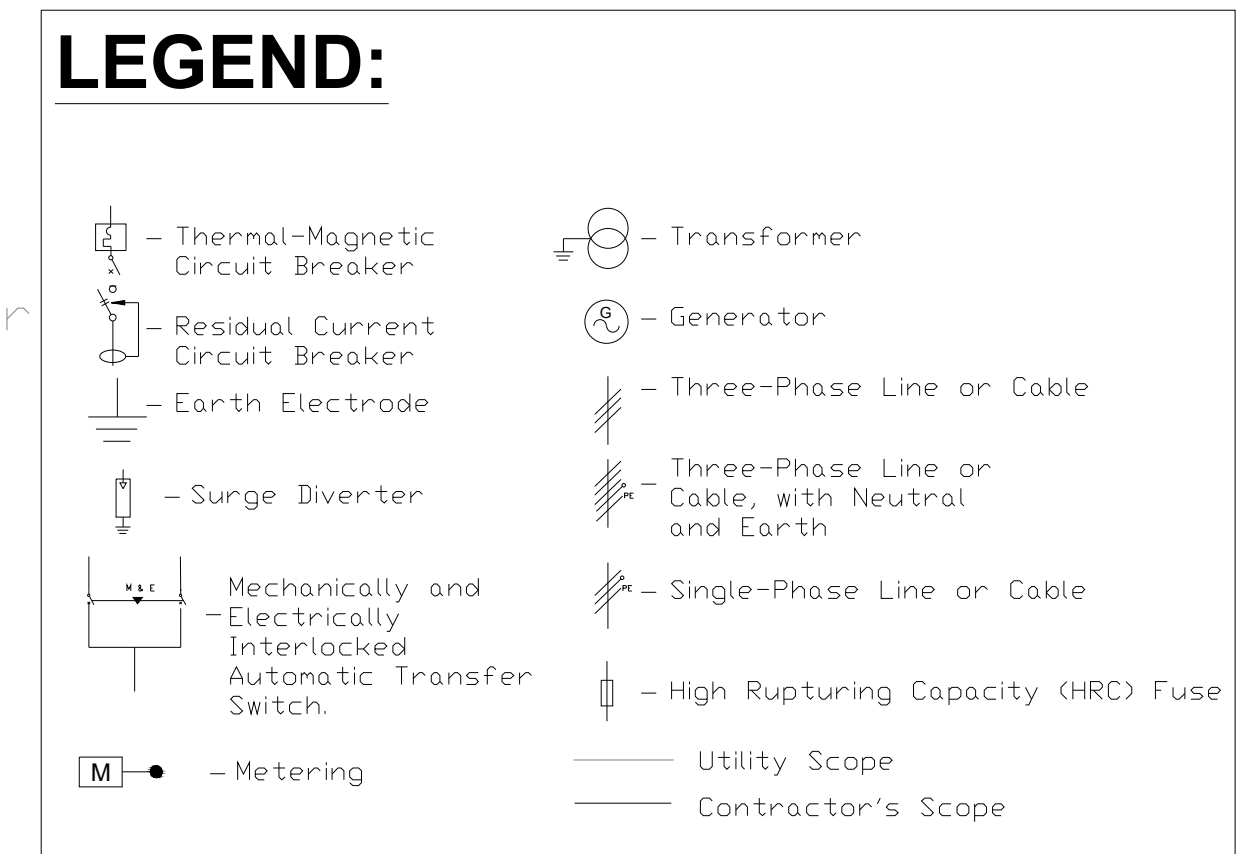 LEGEND:
– Thermal-Magnetic
Circuit Breaker
– Residual Current
Circuit Breaker
– Earth Electrode
– Surge Diverter
M & E
Mechanically and
– Electrically
Interlocked
Automatic Transfer
Switch.
M – Metering
– Transformer
G – Generator
– Three-Phase Line or Cable
– Three-Phase Line or
PE Cable, with Neutral
and Earth
PE – Single-Phase Line or Cable
– High Rupturing Capacity (HRC) Fuse
Utility Scope
Contractor's Scope
r